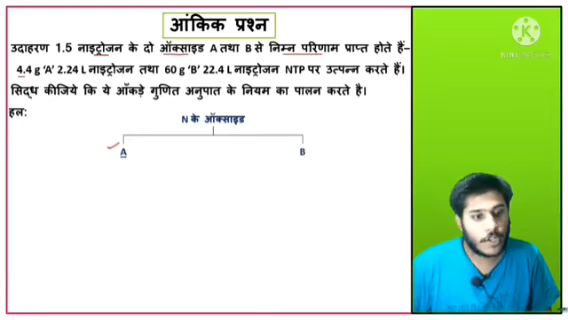 आंकिक प्रश्न
उदाहरण 1.5 नाइट्रोजन के दो ऑक्साइड A तथा B से निम्न परिणाम प्राप्त होते हैं–
4.4 g 'A' 2.24 L नाइट्रोजन तथा 60 g 'B' 22.4 L नाइट्रोजन NTP पर उत्पन्न करते हैं।
सिद्ध कीजिये कि ये आँकड़े गुणित अनुपात के नियम का पालन करते है।
हल:
N के ऑक्साइड
A B
K